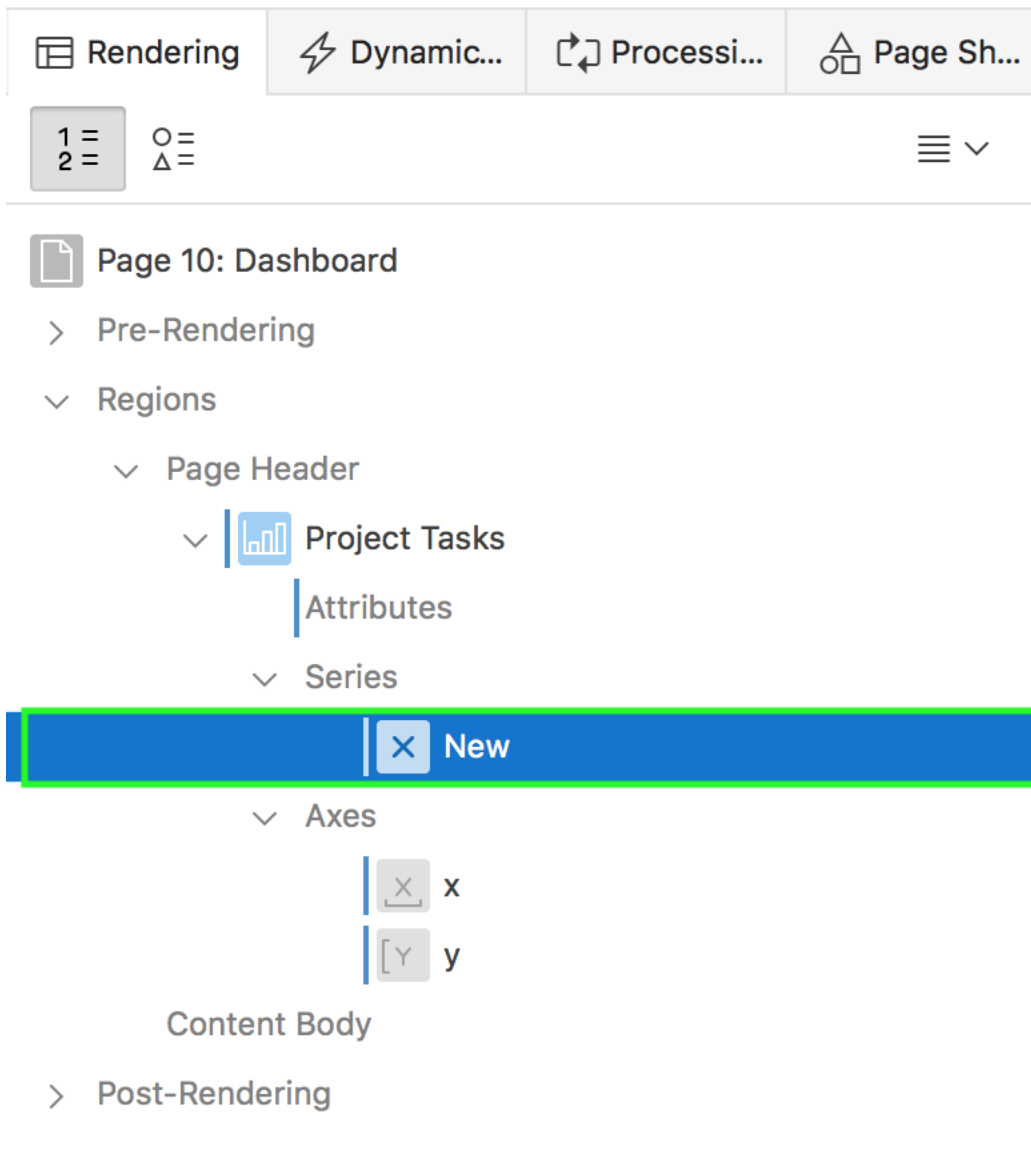 Rendering Dynamic... Processi... Page Sh...
1
2
Page 10: Dashboard
Pre-Rendering
Regions
Page Header
Project Tasks
Attributes
Series
New
Axes
X x
Y y
Content Body
Post-Rendering